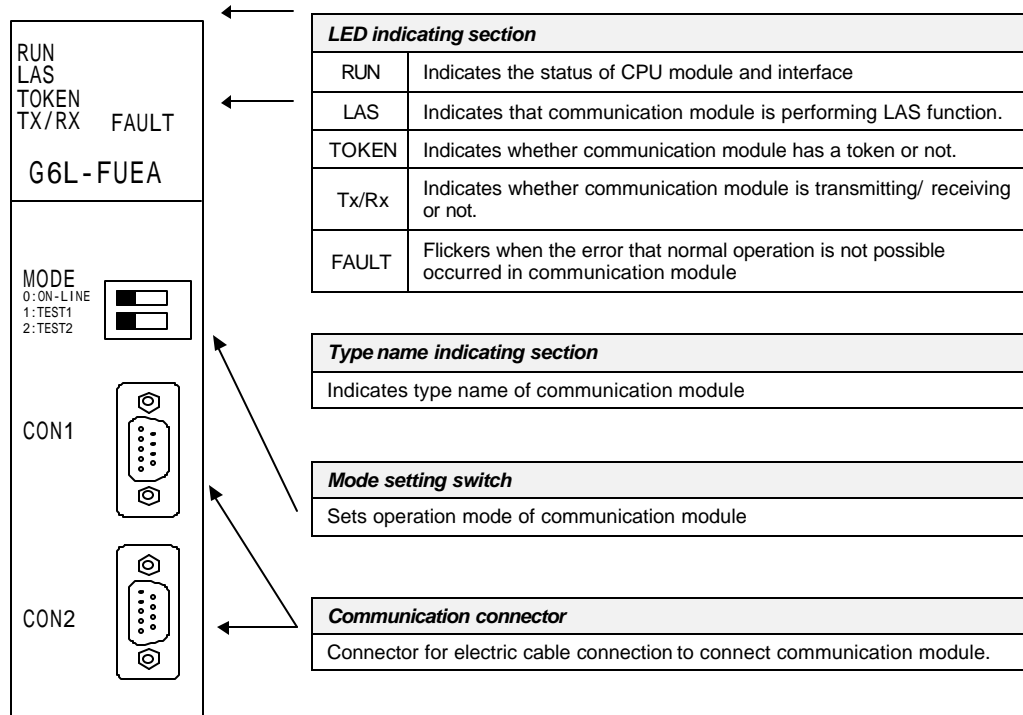 RUN
LAS
TOKEN
TX/RX FAULT
G6L-FUEA
MODE
0:ON-LINE
1:TEST1
2:TEST2
CON1
CON2
LED indicating section
RUN Indicates the status of CPU module and interface
LAS Indicates that communication module is performing LAS function.
TOKEN Indicates whether communication module has a token or not.
Tx/Rx Indicates whether communication module is transmitting/ receiving
or not.
FAULT Flickers when the error that normal operation is not possible
occurred in communication module
Type name indicating section
Indicates type name of communication module
Mode setting switch
Sets operation mode of communication module
Communication connector
Connector for electric cable connection to connect communication module.